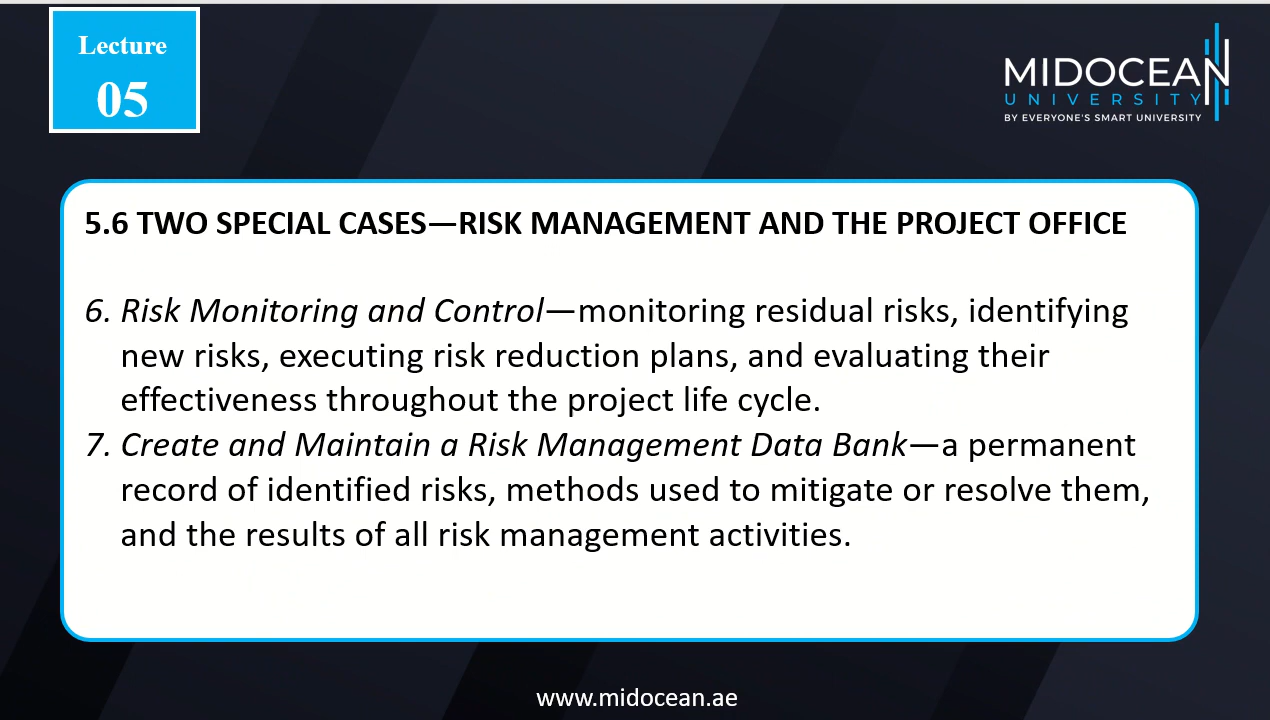 Lecture
05
MIDOCEAN
UNIVERSITY
BY EVERYONE'S SMART UNIVERSITY
5.6 TWO SPECIAL CASES—RISK MANAGEMENT AND THE PROJECT OFFICE
6. Risk Monitoring and Control—monitoring residual risks, identifying
new risks, executing risk reduction plans, and evaluating their
effectiveness throughout the project life cycle.
7. Create and Maintain a Risk Management Data Bank—a permanent
record of identified risks, methods used to mitigate or resolve them,
and the results of all risk management activities.
www.midocean.ae